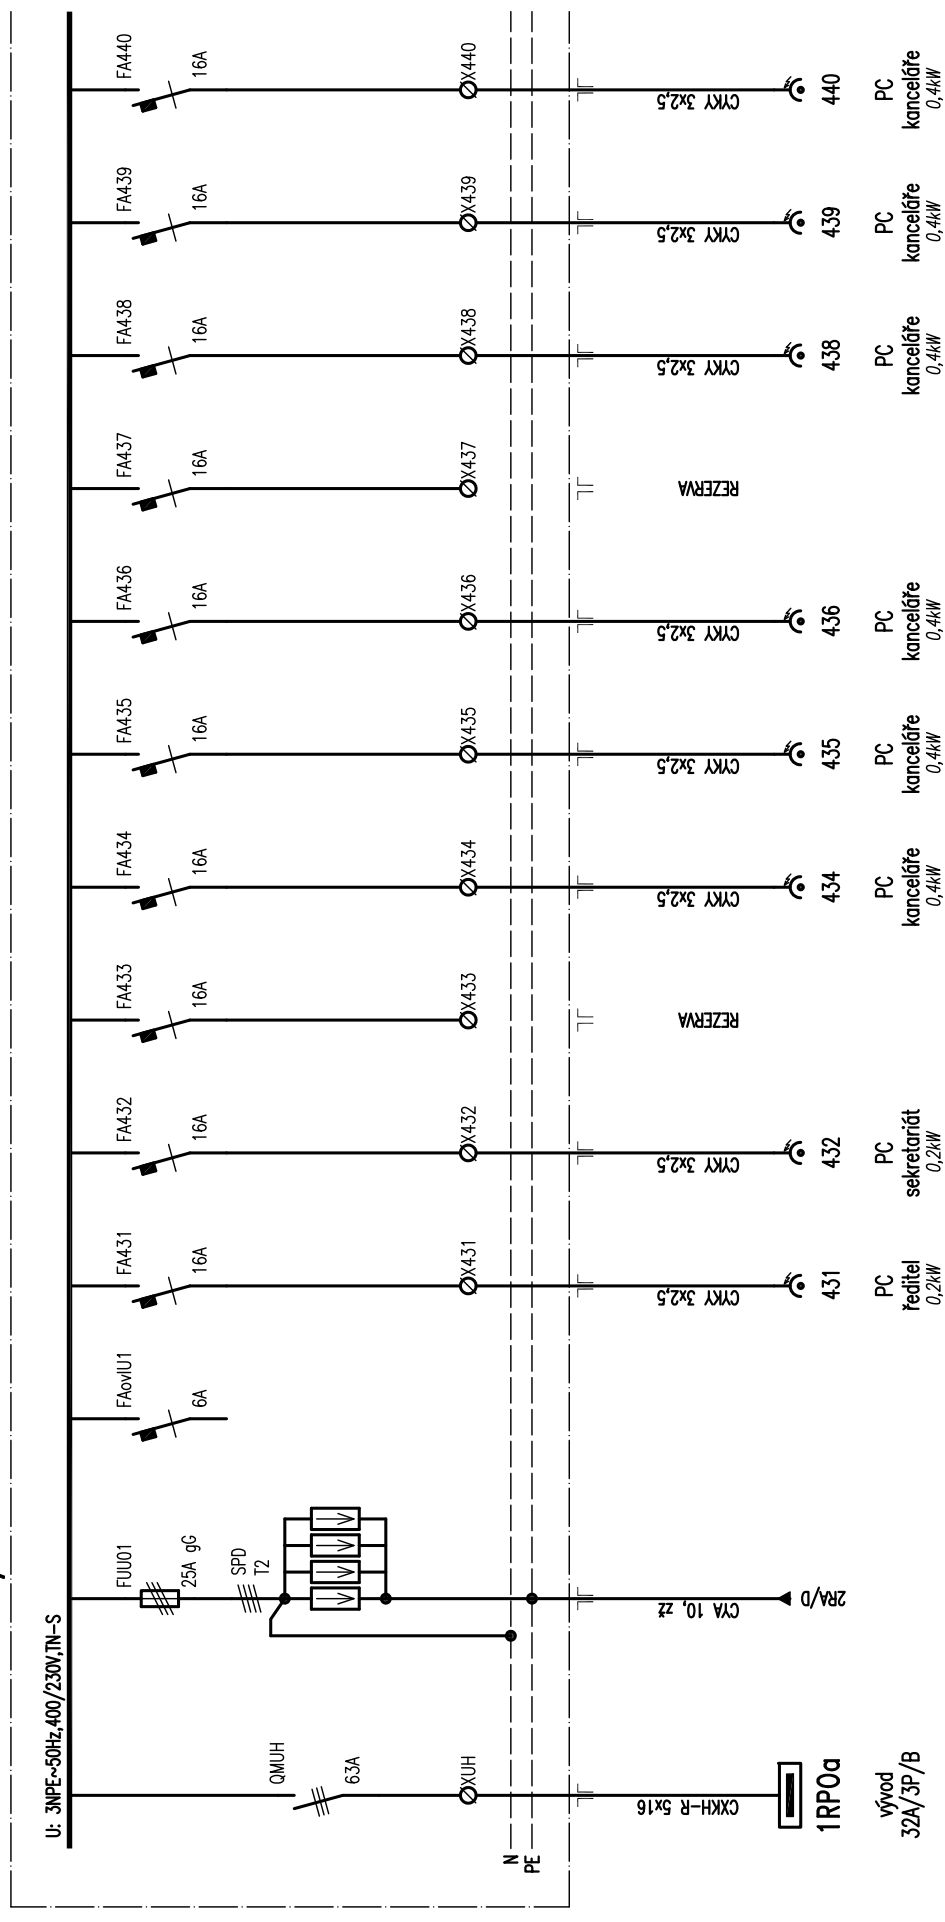 U: 3NPE~50Hz,400/230V,TN-S
QMUH
63A
XUH
N
PE
CXKH-R 5x16
1RPOa
vývod
32A/3P/B
FUU01
25A gG
SPD
T2
CYA 10, zž
2RA/D
FAovlU1
6A
FA431
16A
X431
CYKY 3x2,5
431
PC
ředitel
0,2kW
FA432
16A
X432
CYKY 3x2,5
432
PC
sekretariát
0,2kW
FA433
16A
X433
REZERVA
FA434
16A
X434
CYKY 3x2,5
434
PC
kanceláře
0,4kW
FA435
16A
X435
CYKY 3x2,5
435
PC
kanceláře
0,4kW
FA436
16A
X436
CYKY 3x2,5
436
PC
kanceláře
0,4kW
FA437
16A
X437
REZERVA
FA438
16A
X438
CYKY 3x2,5
438
PC
kanceláře
0,4kW
FA439
16A
X439
CYKY 3x2,5
439
PC
kanceláře
0,4kW
FA440
16A
X440
CYKY 3x2,5
440
PC
kanceláře
0,4kW